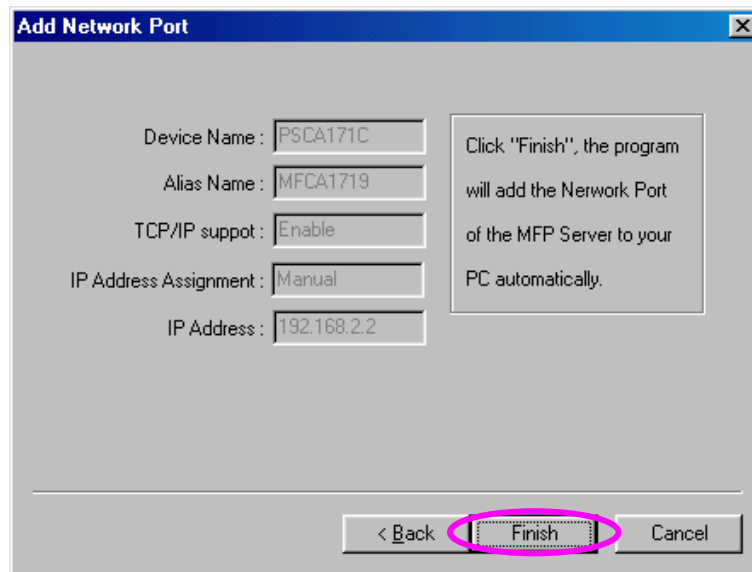 Add Network Port
Device Name : PSCA171C
Alias Name : MFCA1719
TCP/IP suppot : Enable
IP Address Assignment : Manual
IP Address : 192.168.2.2
Click "Finish", the program
will add the Nerwork Port
of the MFP Server to your
PC automatically.
< Back
Finish
Cancel